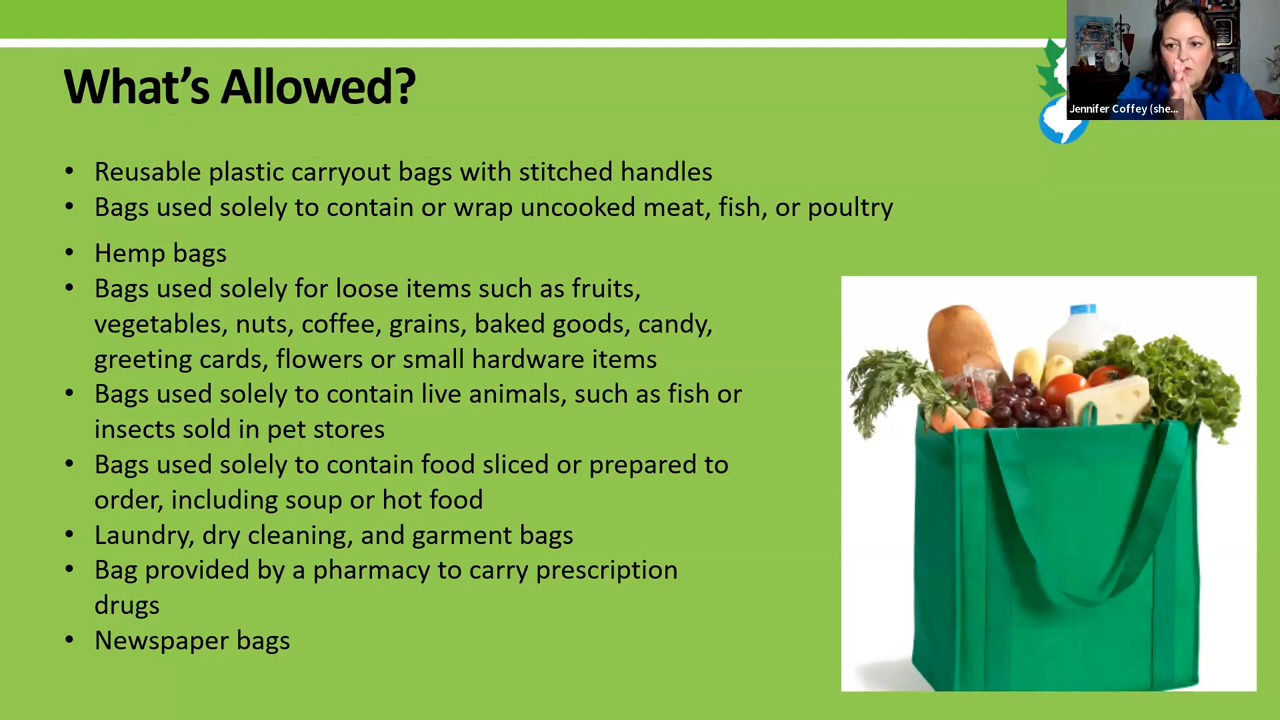 What's Allowed?
Jennifer Coffey (she...
• Reusable plastic carryout bags with stitched handles
• Bags used solely to contain or wrap uncooked meat, fish, or poultry
• Hemp bags
• Bags used solely for loose items such as fruits,
vegetables, nuts, coffee, grains, baked goods, candy,
greeting cards, flowers or small hardware items
• Bags used solely to contain live animals, such as fish or
insects sold in pet stores
• Bags used solely to contain food sliced or prepared to
order, including soup or hot food
• Laundry, dry cleaning, and garment bags
• Bag provided by a pharmacy to carry prescription
drugs
• Newspaper bags